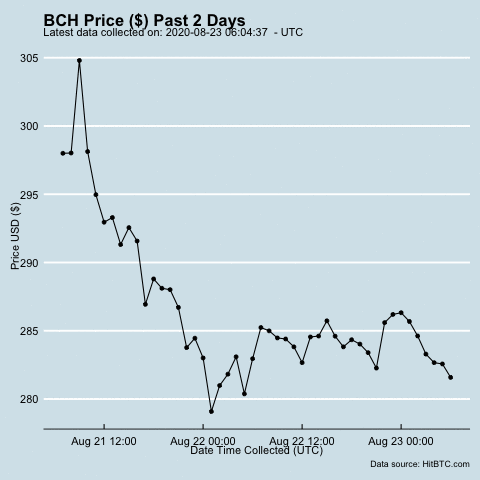 BCH Price ($) Past 2 Days
Latest data collected on: 2020-08-23 06:04:37 - UTC
305
300
295
290
285
280
Price USD ($)
Aug 21 12:00 Aug 22 00:00 Aug 22 12:00 Aug 23 00:00
Date Time Collected (UTC)
Data source: HitBTC.com